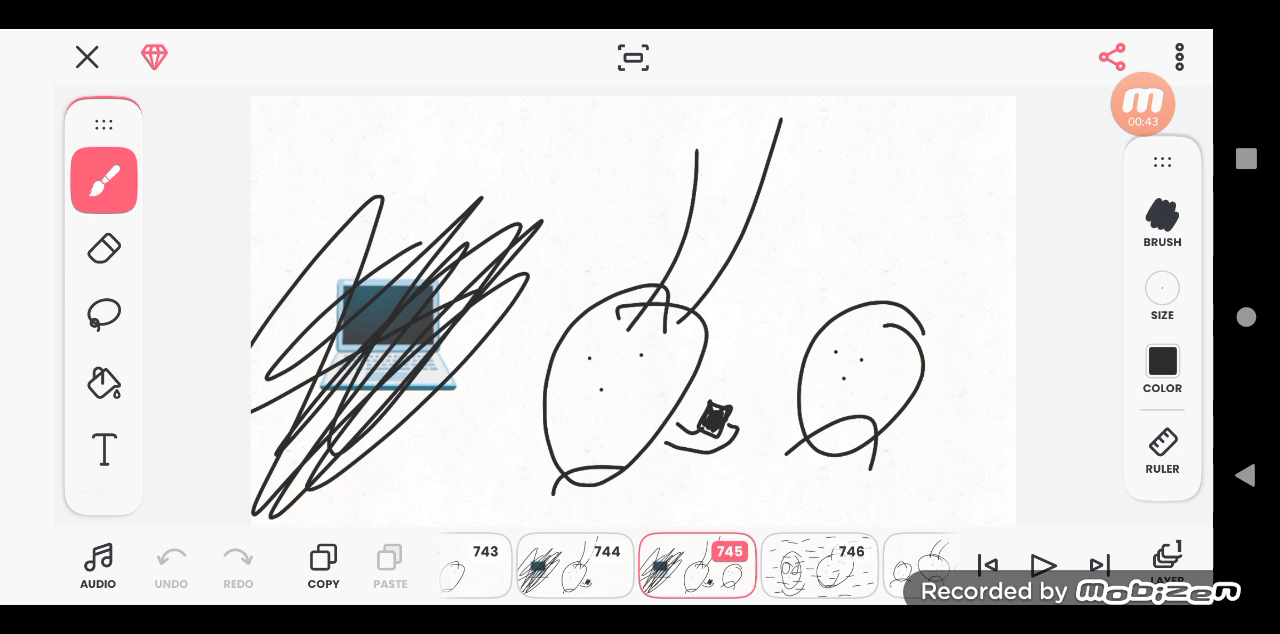 00:43
BRUSH
SIZE
COLOR
RULER
T
AUDIO
UNDO
REDO
COPY
PASTE
743
744
745
746
1
LAYER
Recorded by mobizen